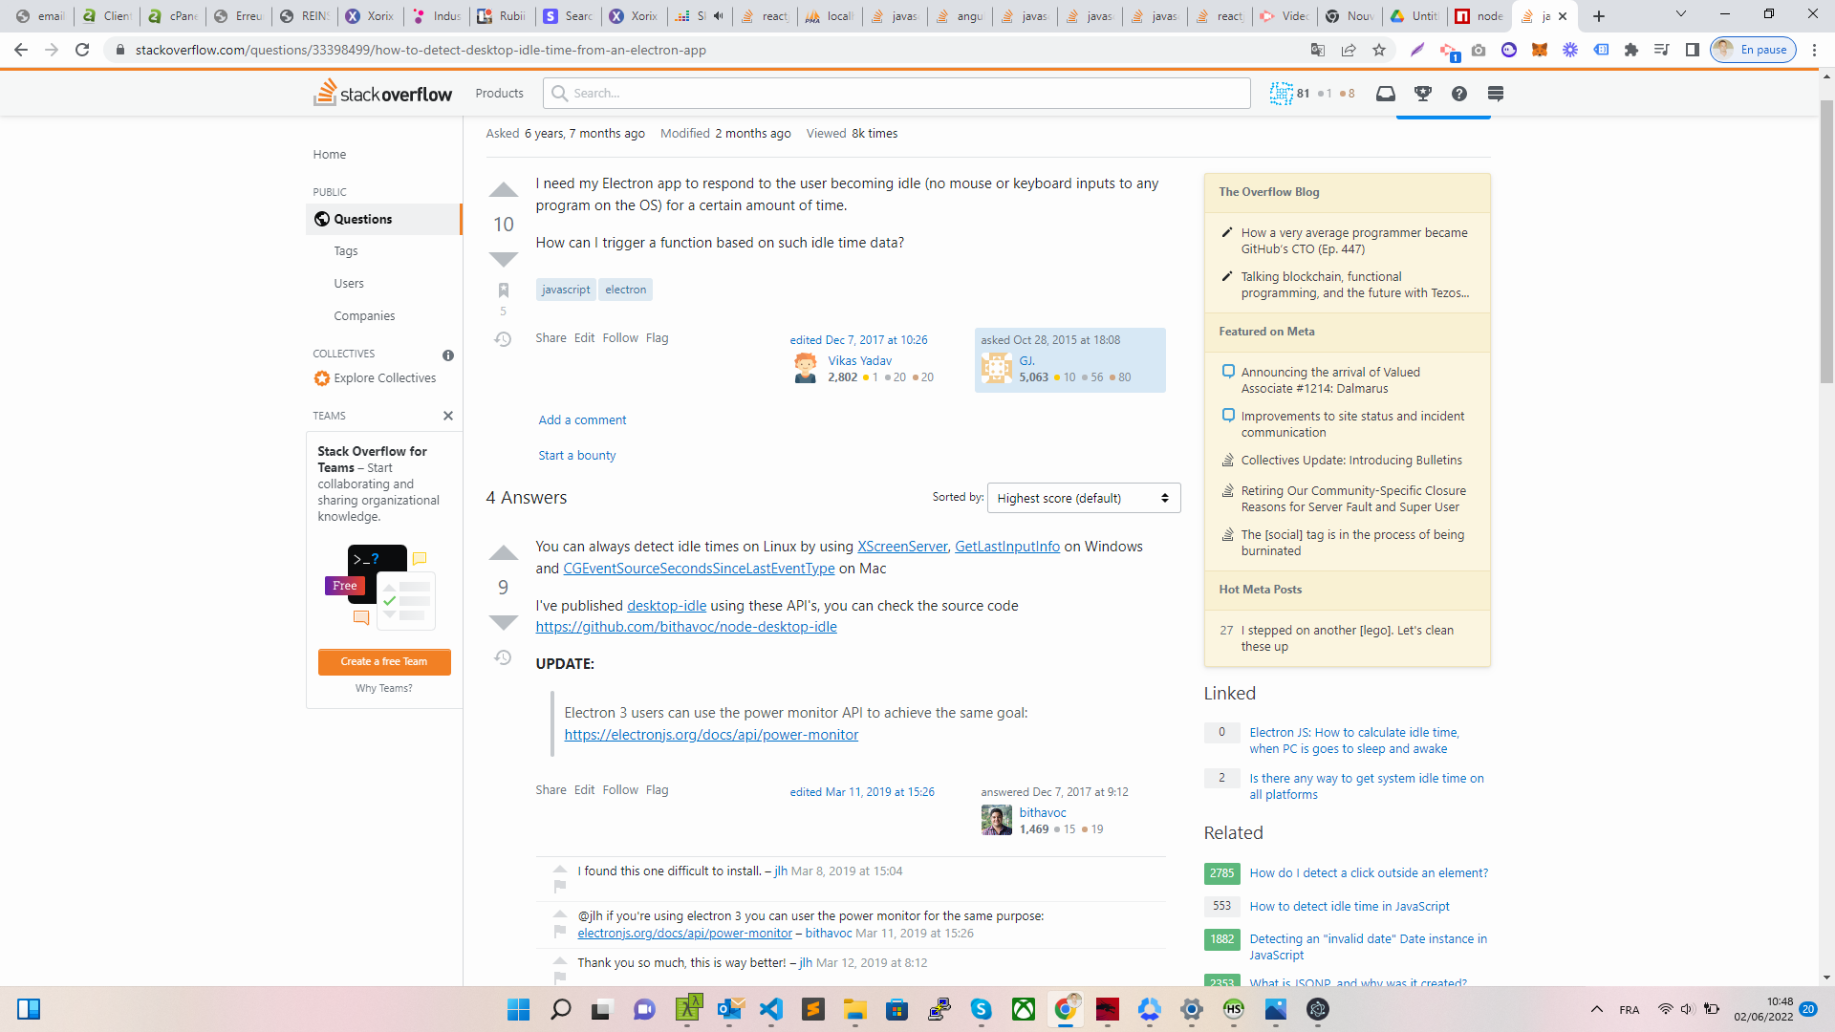 email
Client
cPane
Erreu
REINS
Xorix
Indus
Rubii
Searc
Xorix
react
locall
javas
angu
javas
javas
javas
react
Videc
Nouv
Untitl
node
ja
stackoverflow.com/questions/33398499/how-to-detect-desktop-idle-time-from-an-electron-app
1
En pause
stackoverflow
Products
Search...
81
1
8
Asked 6 years, 7 months ago Modified 2 months ago Viewed 8k times
Home
PUBLIC
Questions
Tags
Users
Companies
COLLECTIVES
Explore Collectives
TEAMS
Stack Overflow for
Teams – Start
collaborating and
sharing organizational
knowledge.
>_?
Free
Create a free Team
Why Teams?
I need my Electron app to respond to the user becoming idle (no mouse or keyboard inputs to any
program on the OS) for a certain amount of time.
10
How can I trigger a function based on such idle time data?
javascript electron
5
Share Edit Follow Flag
edited Dec 7, 2017 at 10:26
Vikas Yadav
2,802 1 20 20
asked Oct 28, 2015 at 18:08
GJ.
5,063 10 56 80
Add a comment
Start a bounty
4 Answers
Sorted by: Highest score (default)
You can always detect idle times on Linux by using XScreenServer, GetLastInputInfo on Windows
and CGEventSourceSecondsSinceLastEventType on Mac
9
I've published desktop-idle using these API's, you can check the source code
https://github.com/bithavoc/node-desktop-idle
UPDATE:
Electron 3 users can use the power monitor API to achieve the same goal:
https://electronjs.org/docs/api/power-monitor
Share Edit Follow Flag
edited Mar 11, 2019 at 15:26
answered Dec 7, 2017 at 9:12
bithavoc
1,469 15 19
I found this one difficult to install. – jlh Mar 8, 2019 at 15:04
@jlh if you're using electron 3 you can user the power monitor for the same purpose:
electronjs.org/docs/api/power-monitor – bithavoc Mar 11, 2019 at 15:26
Thank you so much, this is way better! – jlh Mar 12, 2019 at 8:12
The Overflow Blog
How a very average programmer became
GitHub's CTO (Ep. 447)
Talking blockchain, functional
programming, and the future with Tezos...
Featured on Meta
Announcing the arrival of Valued
Associate #1214: Dalmarus
Improvements to site status and incident
communication
Collectives Update: Introducing Bulletins
Retiring Our Community-Specific Closure
Reasons for Server Fault and Super User
The [social] tag is in the process of being
burninated
Hot Meta Posts
27 I stepped on another [lego]. Let's clean
these up
Linked
0 Electron JS: How to calculate idle time,
when PC is goes to sleep and awake
2 Is there any way to get system idle time on
all platforms
Related
2785 How do I detect a click outside an element?
553 How to detect idle time in JavaScript
1882 Detecting an "invalid date" Date instance in
JavaScript
2353 What is JSONP, and why was it created?
HS
FRA
10:48
02/06/2022
20